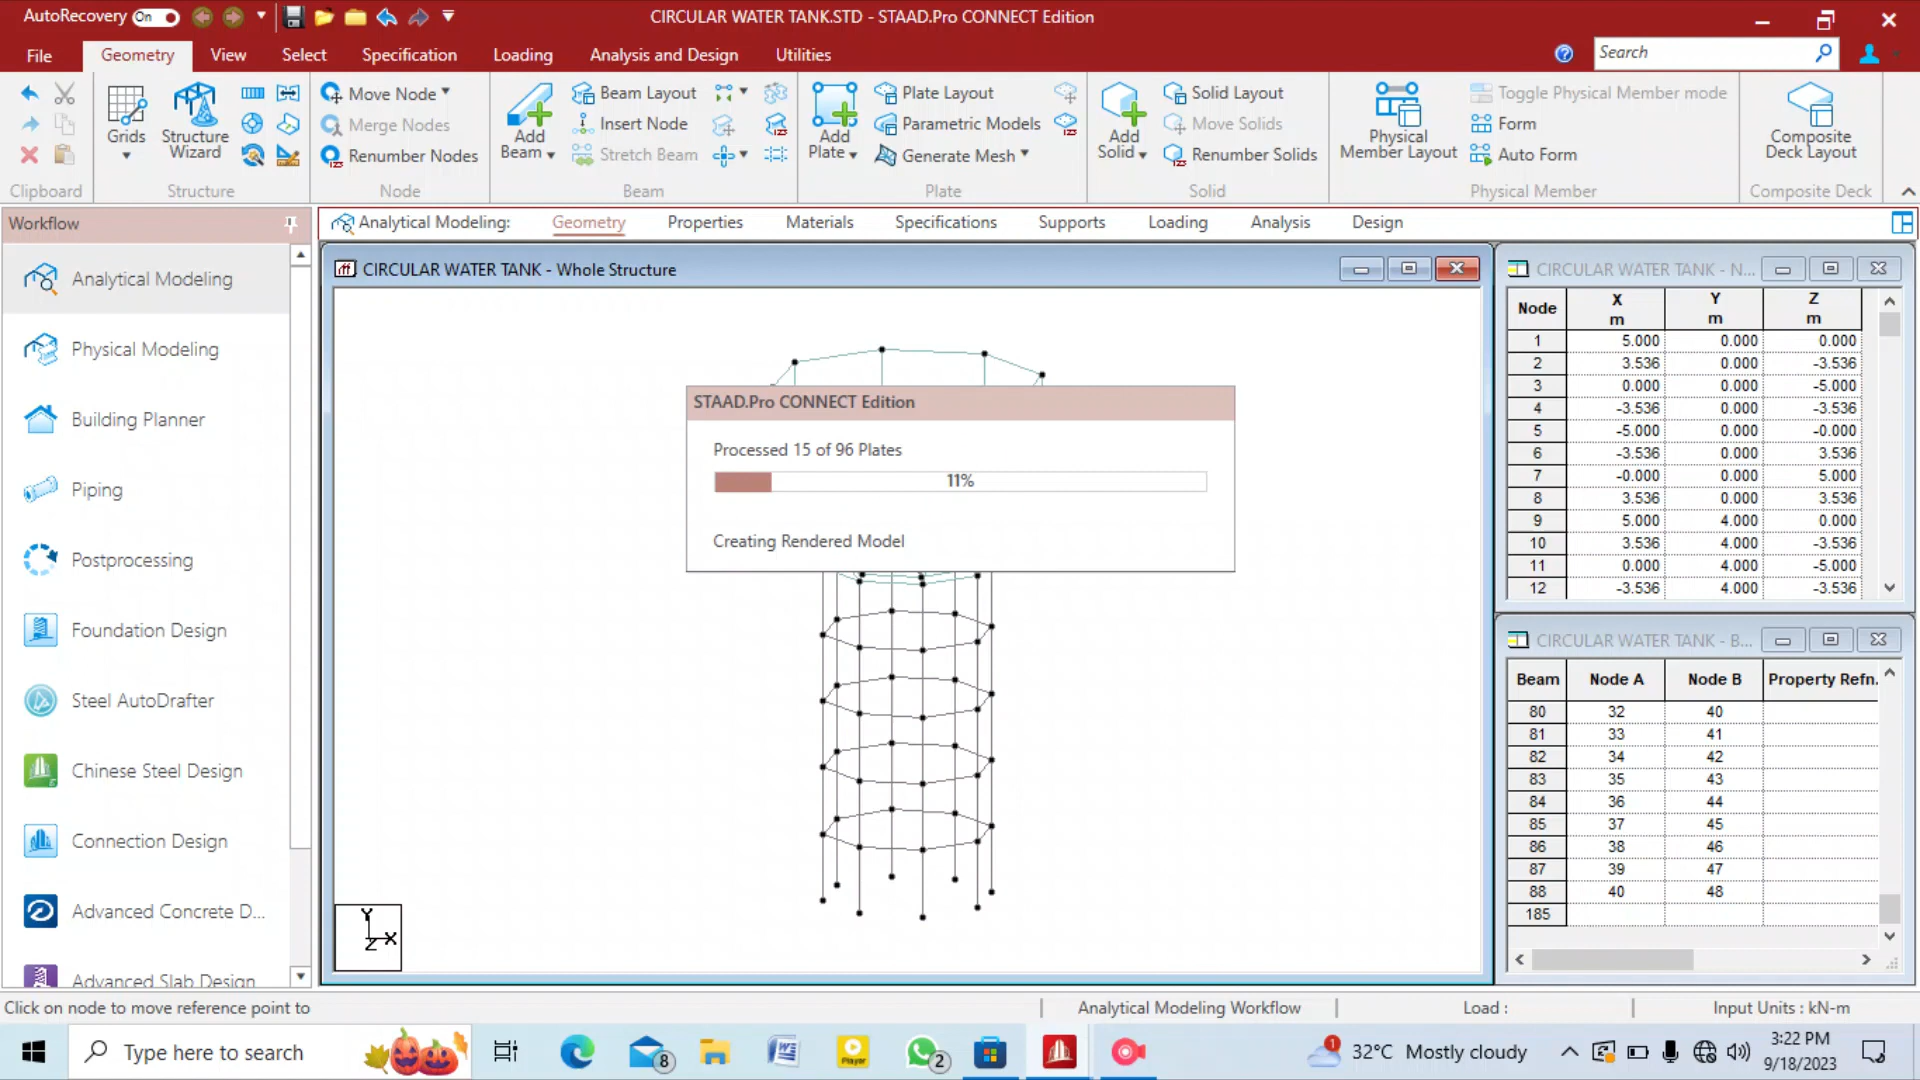 AutoRecovery On
CIRCULAR WATER TANK.STD - STAAD.Pro CONNECT Edition
File Geometry View Select Specification Loading Analysis and Design Utilities
Search
Grids
Structure Wizard
Move Node
Merge Nodes
Renumber Nodes
Add Beam
Beam Layout
Insert Node
Stretch Beam
Add Plate
Plate Layout
Parametric Models
Generate Mesh
Add Solid
Solid Layout
Move Solids
Renumber Solids
Physical Member Layout
Toggle Physical Member mode
Form
Auto Form
Composite Deck Layout
Clipboard Structure Node Beam Plate Solid Physical Member Composite Deck
Workflow
Analytical Modeling: Geometry Properties Materials Specifications Supports Loading Analysis Design
Analytical Modeling
Physical Modeling
Building Planner
Piping
Postprocessing
Foundation Design
Steel AutoDrafter
Chinese Steel Design
Connection Design
Advanced Concrete D...
Advanced Slab Design
CIRCULAR WATER TANK - Whole Structure
STAAD.Pro CONNECT Edition
Processed 15 of 96 Plates
11%
Creating Rendered Model
Y
X
Z
CIRCULAR WATER TANK - N...
Node X m Y m Z m
1 5.000 0.000 0.000
2 3.536 0.000 -3.536
3 0.000 0.000 -5.000
4 -3.536 0.000 -3.536
5 -5.000 0.000 -0.000
6 -3.536 0.000 3.536
7 -0.000 0.000 5.000
8 3.536 0.000 3.536
9 5.000 4.000 0.000
10 3.536 4.000 -3.536
11 0.000 4.000 -5.000
12 -3.536 4.000 -3.536
CIRCULAR WATER TANK - B...
Beam Node A Node B Property Refn.
80 32 40
81 33 41
82 34 42
83 35 43
84 36 44
85 37 45
86 38 46
87 39 47
88 40 48
185
Click on node to move reference point to
Analytical Modeling Workflow
Load :
Input Units : kN-m
Type here to search
8
Player
2
1
32°C Mostly cloudy
3:22 PM
9/18/2023